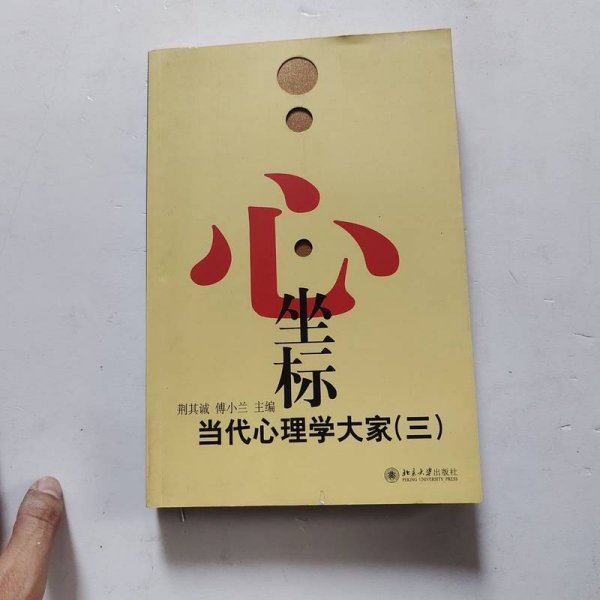 心
坐标
荆其诚 傅小兰 主编
当代心理学大家(三)
北京大学出版社
PEKING UNIVERSITY PRESS